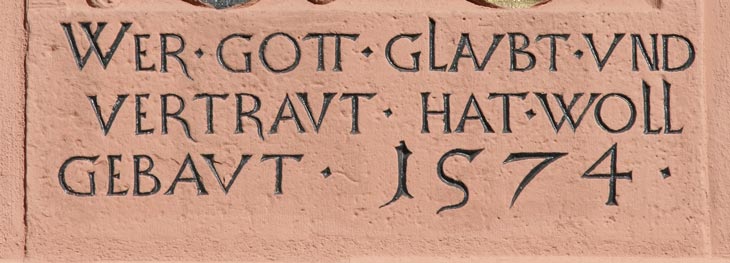 WER · GOTT · GLAVBT · VND
VERTRAVT · HAT · WOLL
GEBAVT · 1574 ·